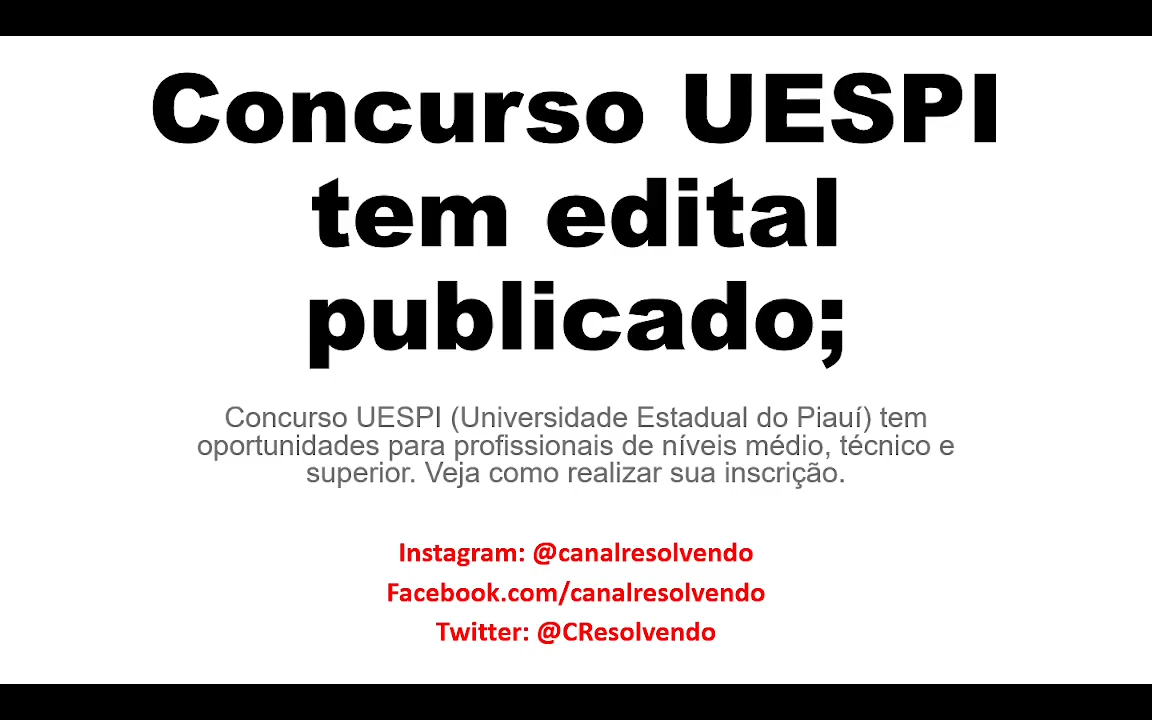 Concurso UESPI
tem edital
publicado;
Concurso UESPI (Universidade Estadual do Piauí) tem
oportunidades para profissionais de níveis médio, técnico e
superior. Veja como realizar sua inscrição.
Instagram: @canalresolvendo
Facebook.com/canalresolvendo
Twitter: @CResolvendo